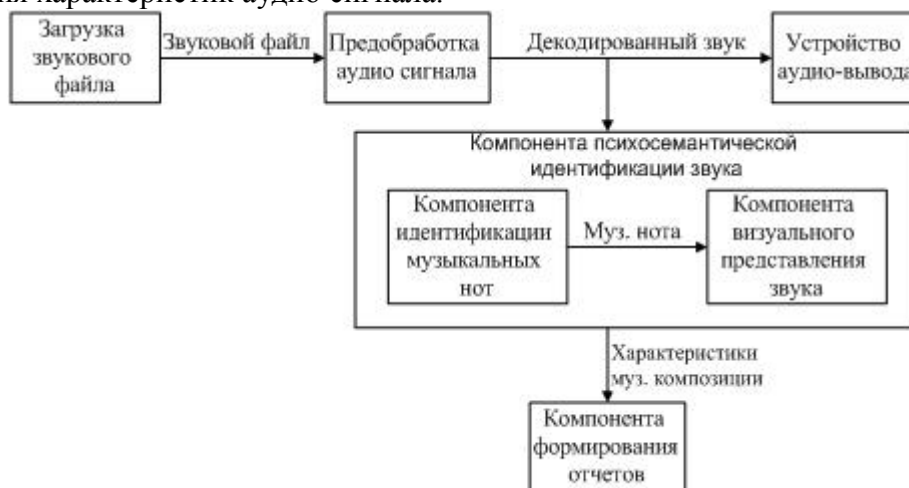 характеристик аудио-сигнала.
Загрузка
звукового
файла
Звуковой файл
Предобработка
аудио сигнала
Декодированный звук
Устройство
аудио-вывода
Компонента психосемантической
идентификации звука
Компонента
идентификации
музыкальных
нот
Муз. нота
Компонента
визуального
представления
звука
Характеристики
муз. композиции
Компонента
формирования
отчетов